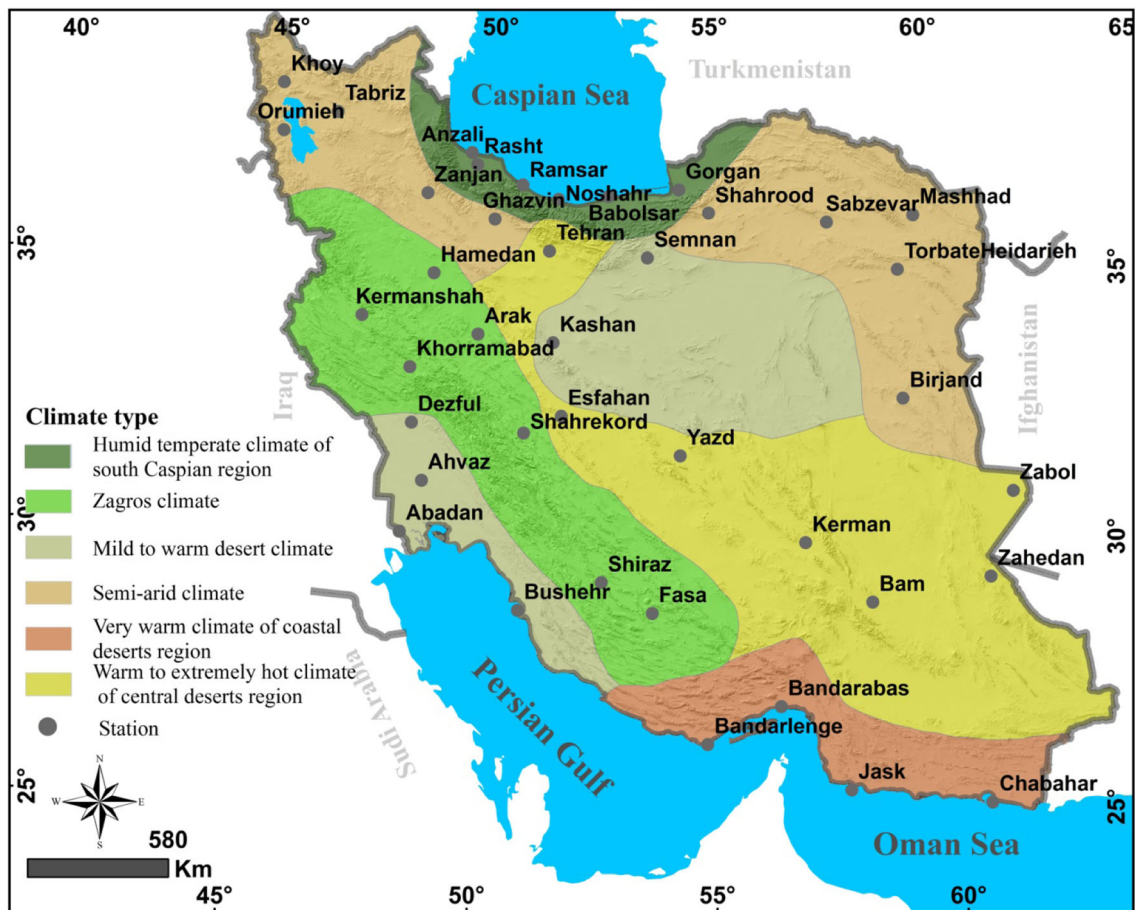 40°
45°
50°
55°
60°
65
Khoy
Tabriz
Orumieh
Caspian Sea
Turkmenistan
Anzali
Rasht
Ramsar
Zanjan
Noshahr
Gorgan
Ghazvin
Babolsar
Shahrood
Sabzevar
Mashhad
35°
Tehran
Semnan
Hamedan
TorbateHeidarieh
35°
Kermanshah
Arak
Kashan
Khorramabad
Iraq
Ifghanistan
Birjand
Dezful
Esfahan
Shahrekord
Yazd
Ahvaz
Zabol
30°
Abadan
Kerman
30°
Zahedan
Shiraz
Bushehr
Fasa
Bam
Sudi Arabha
Persian Gulf
Bandarabas
Bandarlenge
Jask
Chabahar
25°
25°
Oman Sea
Climate type
Humid temperate climate of
south Caspian region
Zagros climate
Mild to warm desert climate
Semi-arid climate
Very warm climate of coastal
deserts region
Warm to extremely hot climate
of central deserts region
Station
N
W
E
S
580
Km
45°
50°
55°
60°